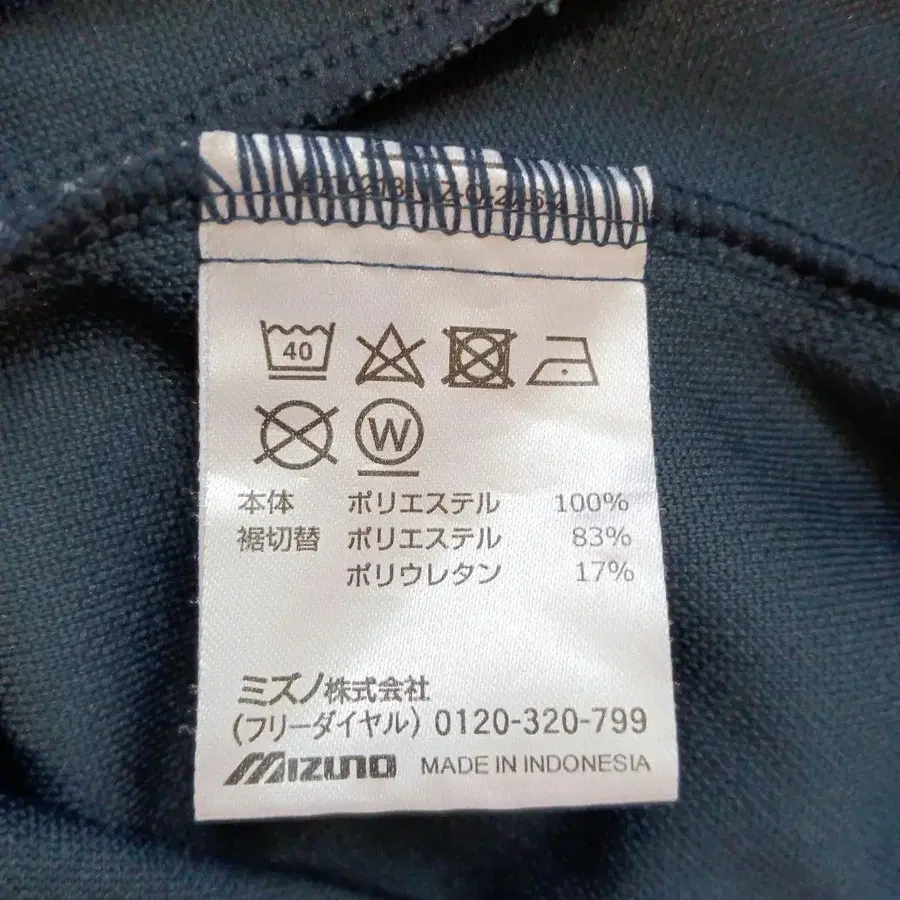 40
W
本体 ポリエステル 100%
裾切替 ポリエステル 83%
ポリウレタン 17%
ミズノ株式会社
(フリーダイヤル) 0120-320-799
MIZUNO MADE IN INDONESIA